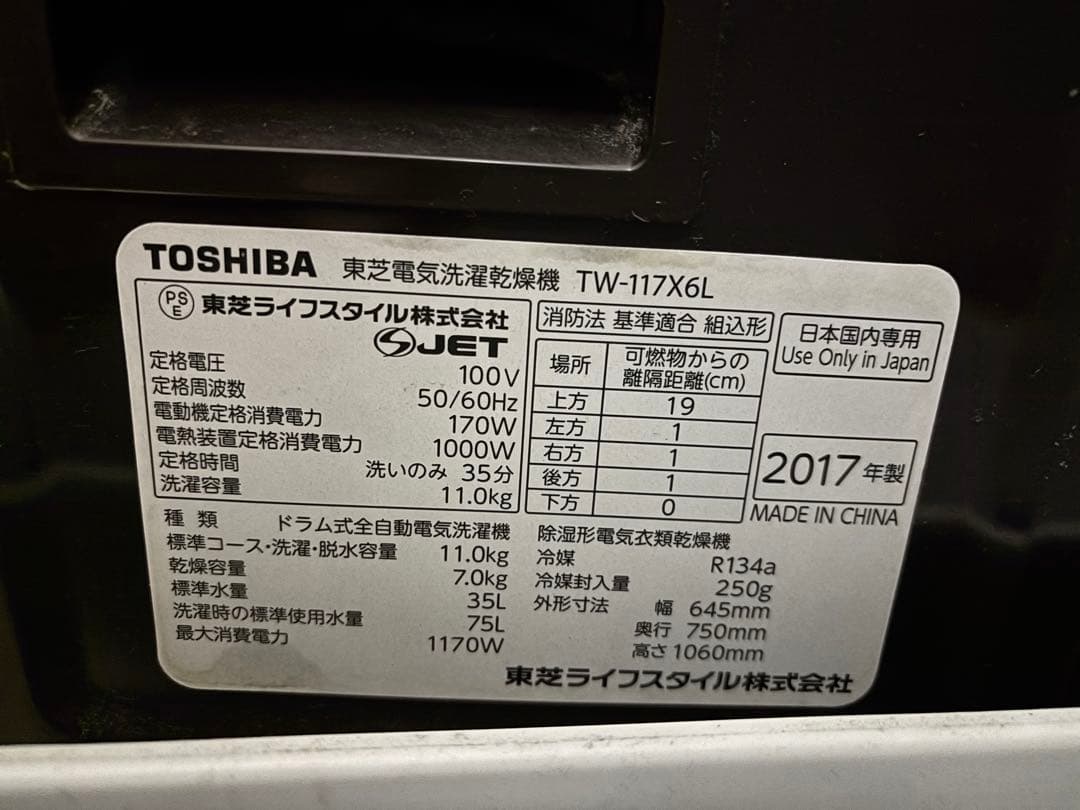 TOSHIBA 東芝電気洗濯乾燥機 TW-117X6L
PS
E
東芝ライフスタイル株式会社
S JET
定格電圧 100V
定格周波数 50/60Hz
電動機定格消費電力 170W
電熱装置定格消費電力 1000W
定格時間 洗いのみ 35分
洗濯容量 11.0kg
消防法 基準適合 組込形
場所 可燃物からの
離隔距離(cm)
上方 19
左方 1
右方 1
後方 1
下方 0
日本国内専用
Use Only in Japan
2017年製
MADE IN CHINA
種類 ドラム式全自動電気洗濯機
標準コース・洗濯・脱水容量 11.0kg
乾燥容量 7.0kg
標準水量 35L
洗濯時の標準使用水量 75L
最大消費電力 1170W
除湿形電気衣類乾燥機
冷媒 R134a
冷媒封入量 250g
外形寸法 幅 645mm
奥行 750mm
高さ 1060mm
東芝ライフスタイル株式会社